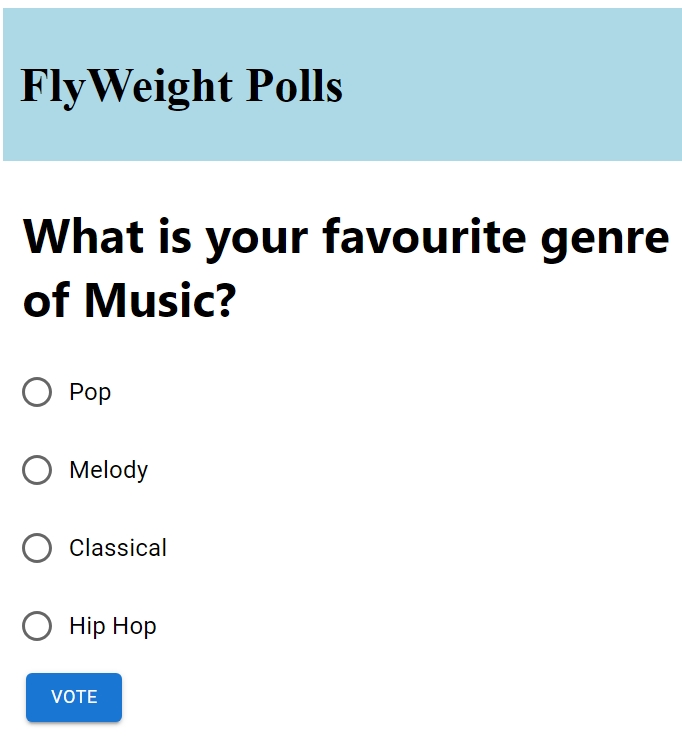 FlyWeight Polls
What is your favourite genre
of Music?
Pop
Melody
Classical
Hip Hop
VOTE